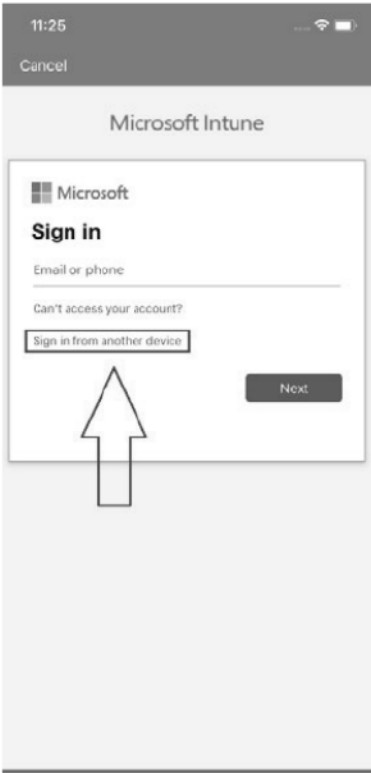 11:25
Cancel
Microsoft Intune
Microsoft
Sign in
Email or phone
Can't access your account?
Sign in from another device
Next